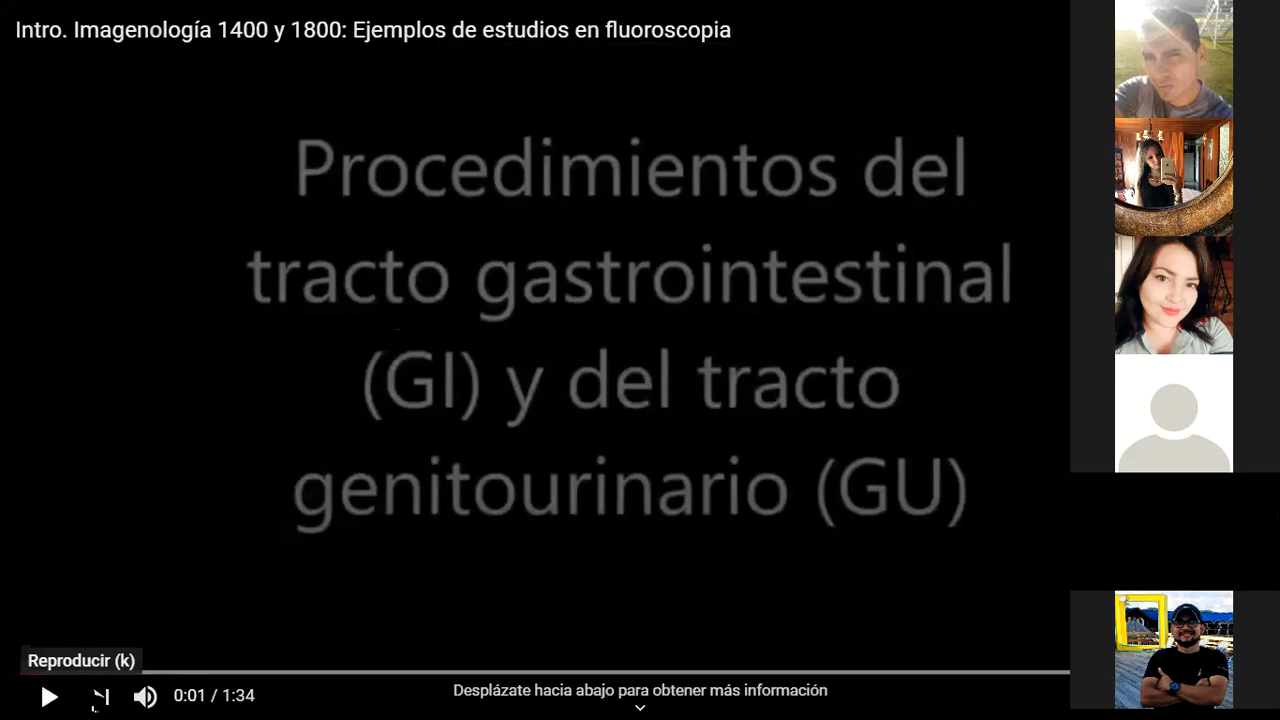 Intro. Imagenología 1400 y 1800: Ejemplos de estudios en fluoroscopia
Procedimientos del
tracto gastrointestinal
(GI) y del tracto
genitourinario (GU)
Reproducir (k)
0:01 / 1:34
Desplázate hacia abajo para obtener más información